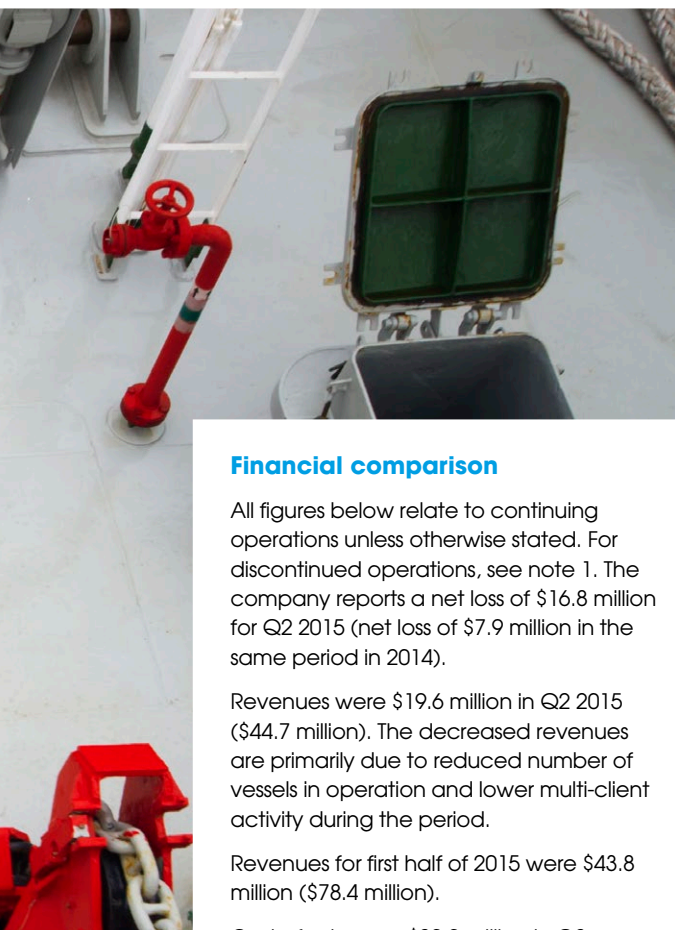 Financial comparison
All figures below relate to continuing
operations unless otherwise stated. For
discontinued operations, see note 1. The
company reports a net loss of $16.8 million
for Q2 2015 (net loss of $7.9 million in the
same period in 2014).
Revenues were $19.6 million in Q2 2015
($44.7 million). The decreased revenues
are primarily due to reduced number of
vessels in operation and lower multi-client
activity during the period.
Revenues for first half of 2015 were $43.8
million ($78.4 million).